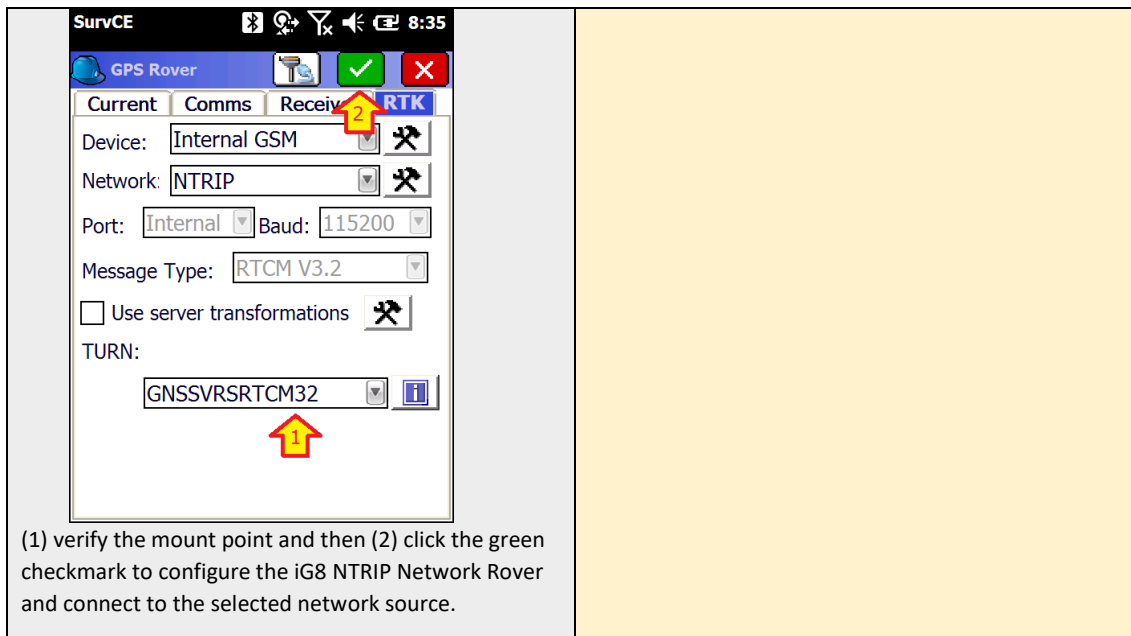 SurvCE 8:35
GPS Rover
Current Comms Receiv RTK
2
Device: Internal GSM
Network: NTRIP
Port: Internal Baud: 115200
Message Type: RTCM V3.2
Use server transformations
TURN:
GNSSVRSRTCM32 i
1
(1) verify the mount point and then (2) click the green
checkmark to configure the iG8 NTRIP Network Rover
and connect to the selected network source.